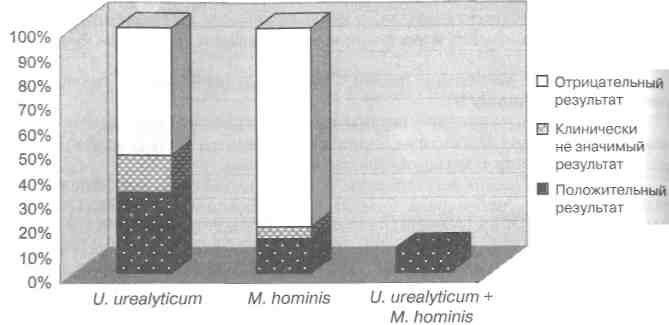 100%
90%
80%
70%
60%
50%
40%
30%
20%
10%
0%
U. urealyticum
M. hominis
U. urealyticum +
M. hominis
Отрицательный
результат
Клинически
не значимый
результат
Положительный
результат